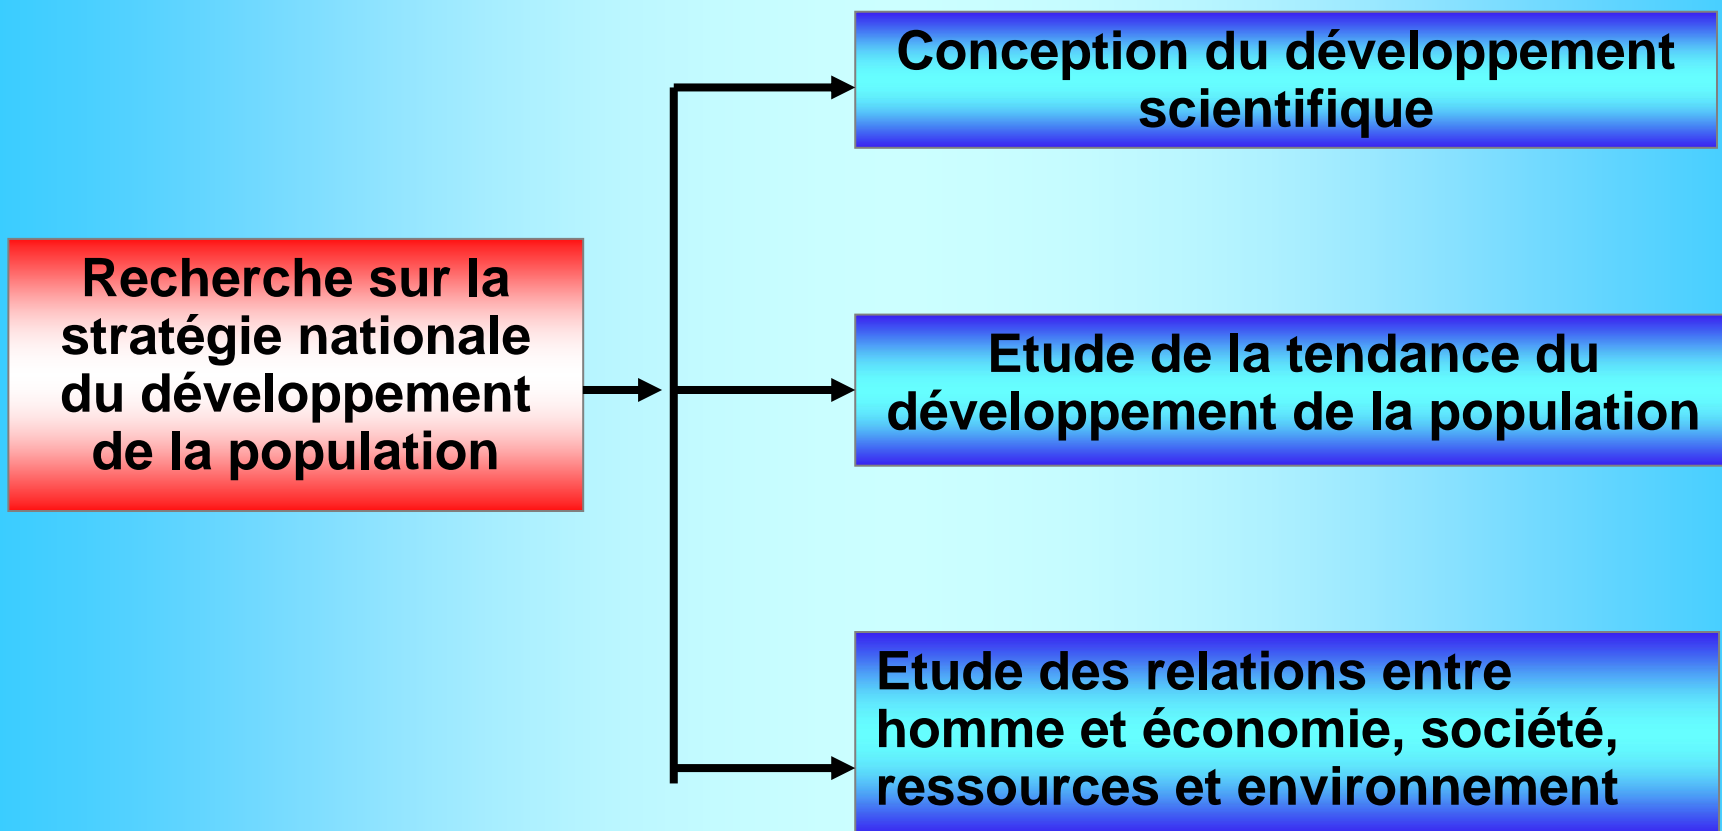 Conception du développement
scientifique
Recherche sur la
stratégie nationale
du développement
de la population
Etude de la tendance du
développement de la population
Etude des relations entre
homme et économie, société,
ressources et environnement